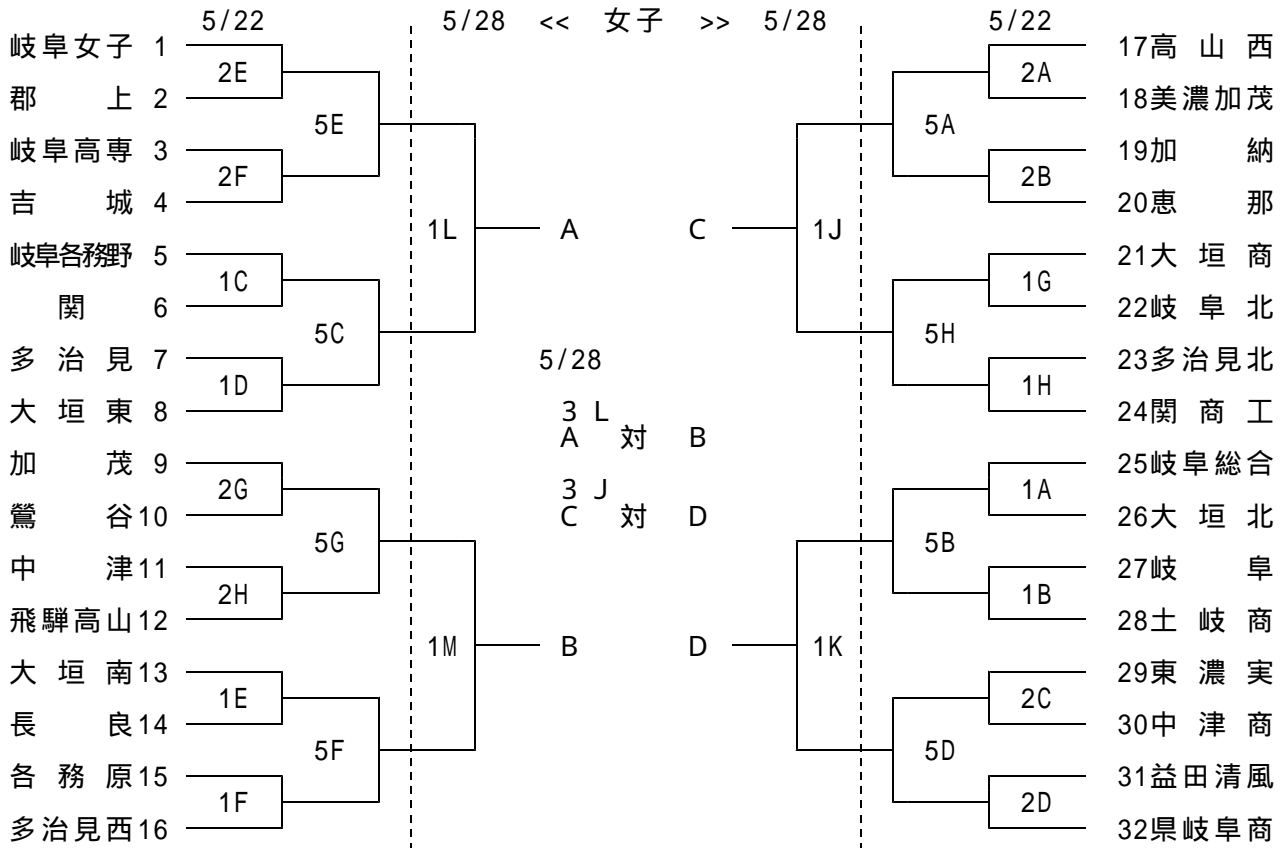 5/22 5/28 << 女子 >> 5/28 5/22
岐阜女子 1 17高山西
2E 2A
郡上 2 18美濃加茂
5E 5A
岐阜高専 3 19加納
2F 2B
吉城 4 20恵那
1L A C 1J
岐阜各務野 5 21大垣商
1C 1G
関 6 22岐阜北
5C 5H
多治見 7 5/28 23多治見北
1D 1H
大垣東 8 3 L 24関商工
A 対 B
加茂 9 25岐阜総合
2G 3 J 1A
鶯谷10 C 対 D 26大垣北
5G 5B
中津11 27岐阜
2H 1B
飛騨高山12 28土岐商
1M B D 1K
大垣南13 29東濃実
1E 2C
長良14 30中津商
5F 5D
各務原15 31益田清風
1F 2D
多治見西16 32県岐阜商